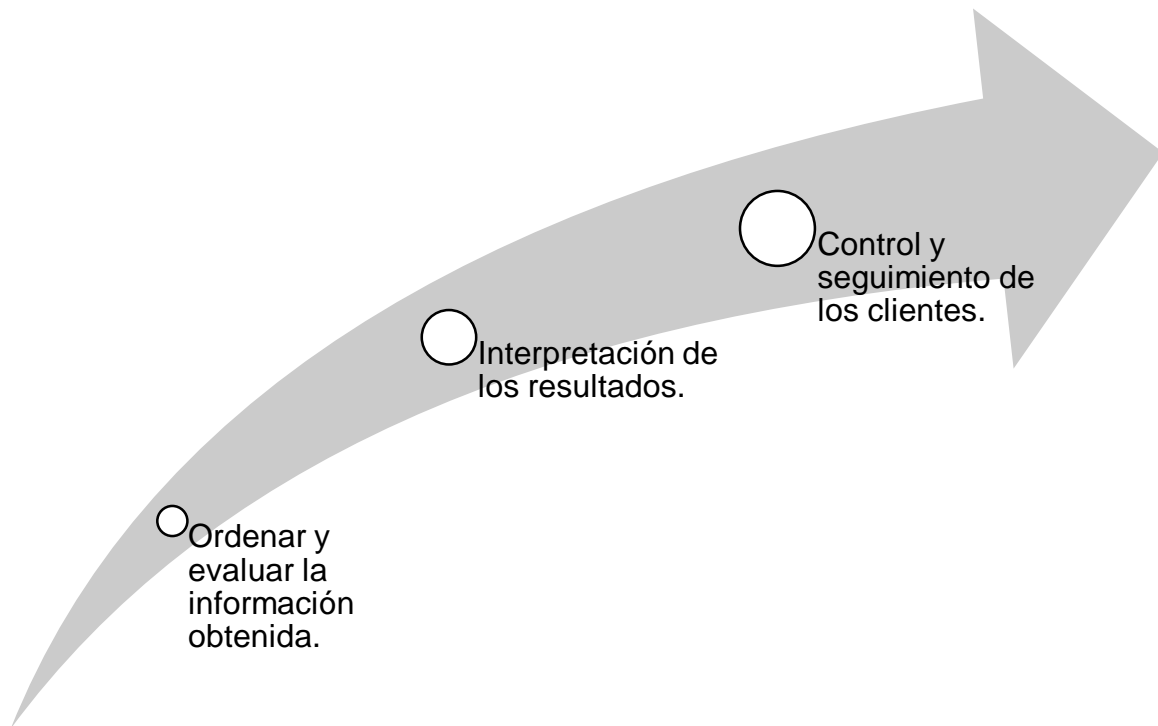 Control y
seguimiento de
los clientes.
Interpretación de
los resultados.
Ordenar y
evaluar la
información
obtenida.